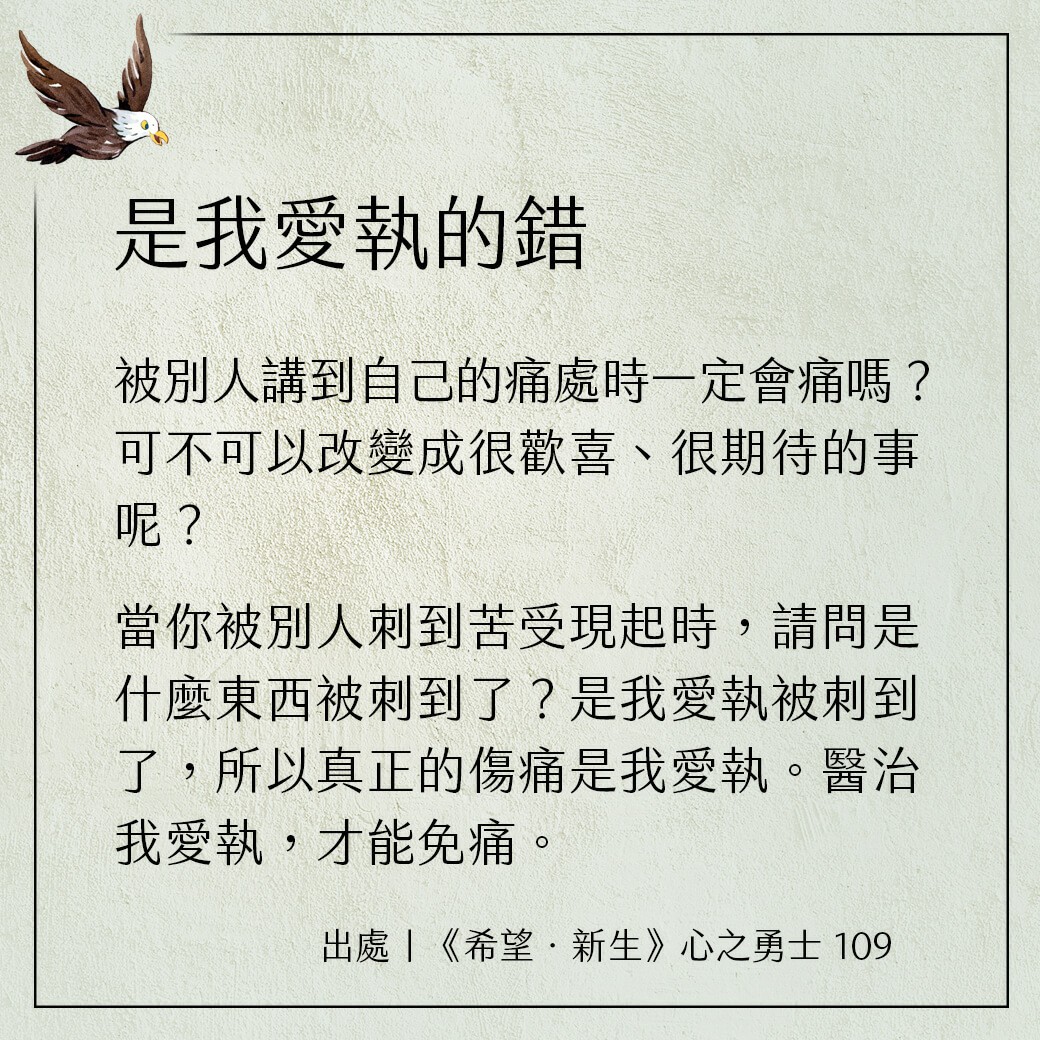 是我愛執的錯
被別人講到自己的痛處時一定會痛嗎？
可不可以改變成很歡喜、很期待的事
呢？
當你被別人刺到苦受現起時，請問是
什麼東西被刺到了？是我愛執被刺到
了，所以真正的傷痛是我愛執。醫治
我愛執，才能免痛。
出處｜《希望．新生》心之勇士 109